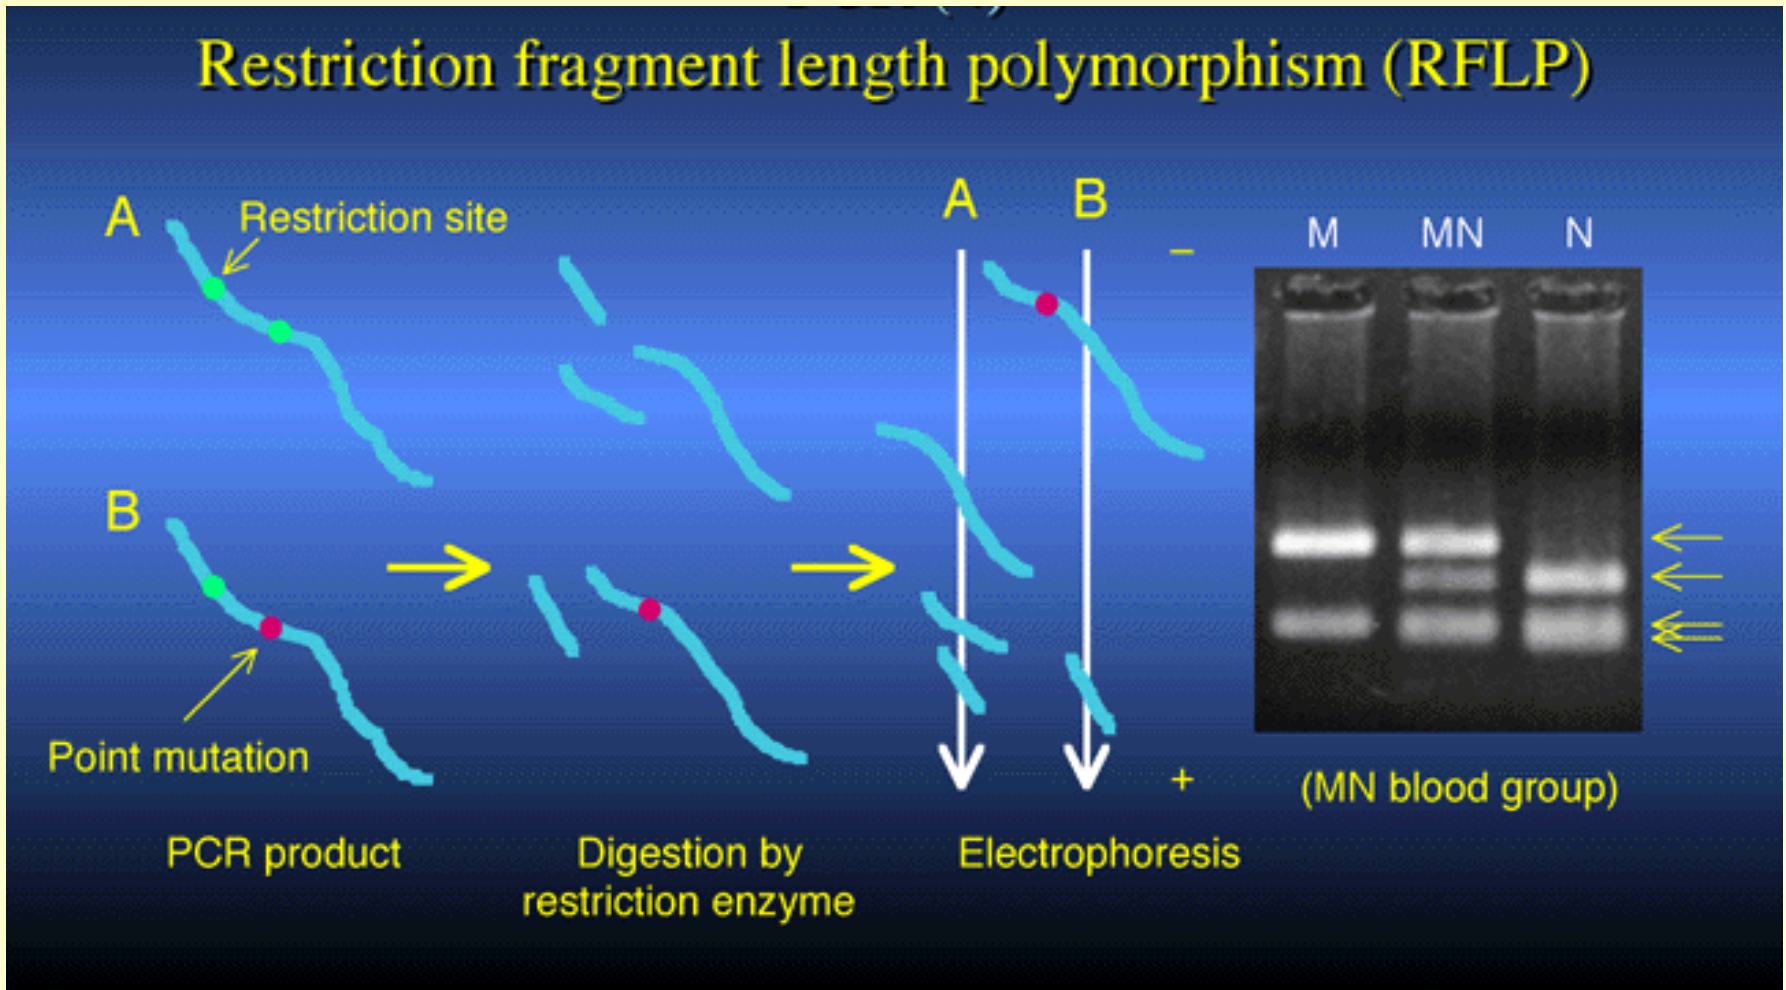 Restriction fragment length polymorphism (RFLP)
A
Restriction site
B
Point mutation
PCR product
Digestion by
restriction enzyme
A B
–
+
Electrophoresis
M MN N
(MN blood group)